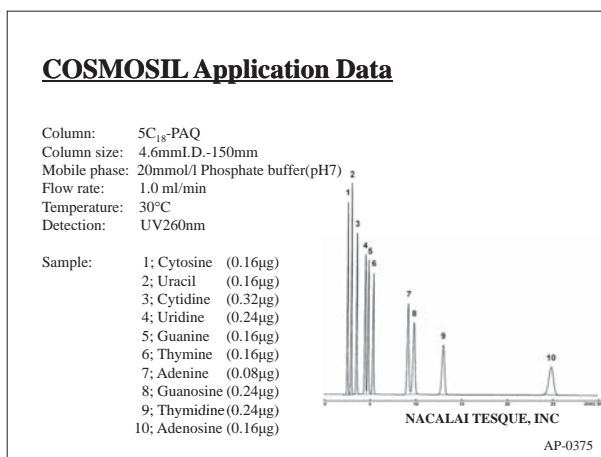 COSMOSIL Application Data
Column: 5C₁₈-PAQ
Column size: 4.6mmI.D.-150mm
Mobile phase: 20mmol/l Phosphate buffer(pH7)
Flow rate: 1.0 ml/min
Temperature: 30°C
Detection: UV260nm
Sample: 1; Cytosine (0.16μg)
2; Uracil (0.16μg)
3; Cytidine (0.32μg)
4; Uridine (0.24μg)
5; Guanine (0.16μg)
6; Thymine (0.16μg)
7; Adenine (0.08μg)
8; Guanosine (0.24μg)
9; Thymidine (0.24μg)
10; Adenosine (0.16μg)
1
2
3
4
5
6
7
8
9
10
NACALAI TESQUE, INC
AP-0375